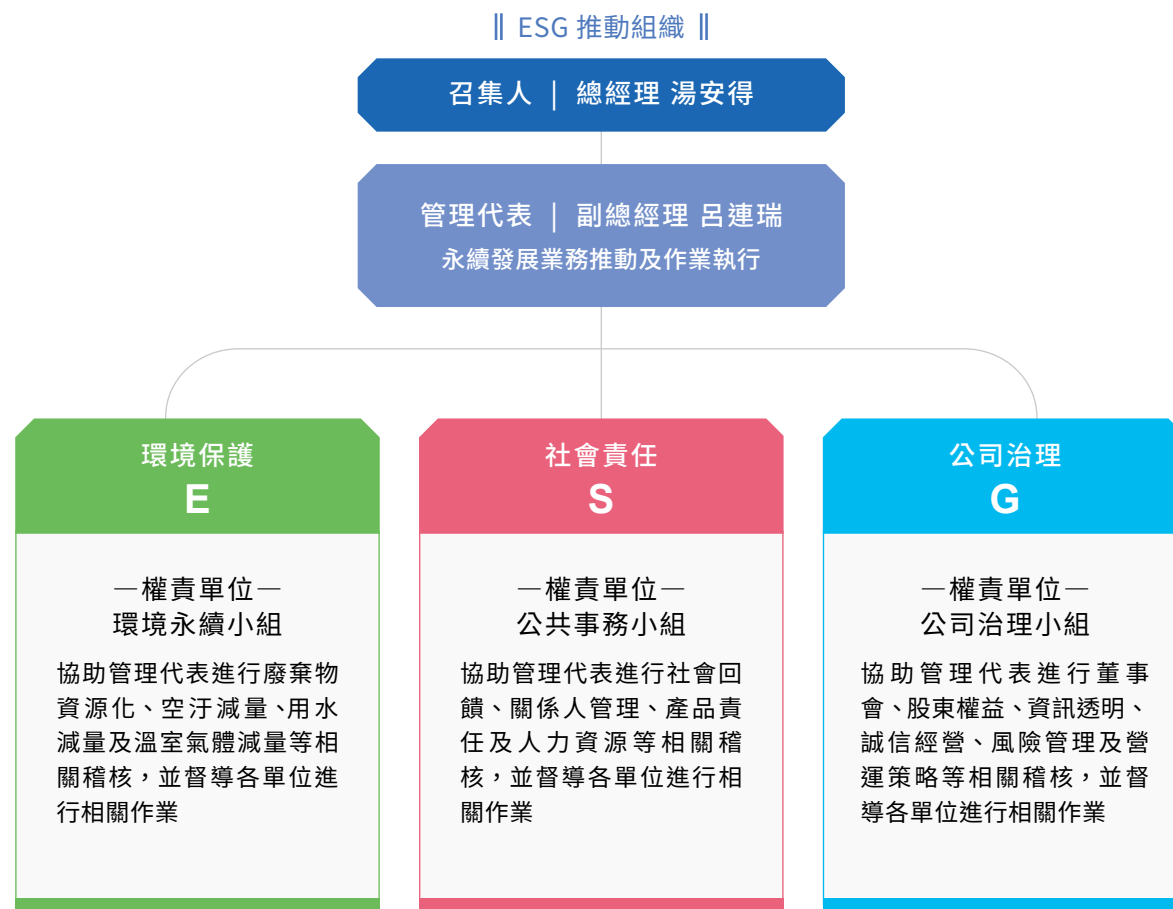 ‖ ESG 推動組織 ‖
召集人 | 總經理 湯安得
管理代表 | 副總經理 呂連瑞
永續發展業務推動及作業執行
環境保護
E
—權責單位—
環境永續小組
協助管理代表進行廢棄物
資源化、空汙減量、用水
減量及溫室氣體減量等相
關稽核，並督導各單位進
行相關作業
社會責任
S
—權責單位—
公共事務小組
協助管理代表進行社會回
饋、關係人管理、產品責
任及人力資源等相關稽
核，並督導各單位進行相
關作業
公司治理
G
—權責單位—
公司治理小組
協助管理代表進行董事
會、股東權益、資訊透明、
誠信經營、風險管理及營
運策略等相關稽核，並督
導各單位進行相關作業